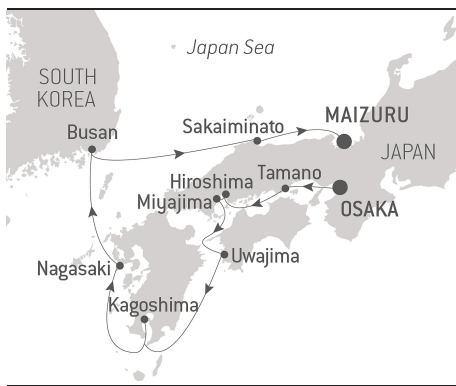 Japan Sea
SOUTH
KOREA
Busan
Sakaiminato
MAIZURU
JAPAN
Hiroshima
Tamano
Miyajima
OSAKA
Uwajima
Nagasaki
Kagoshima